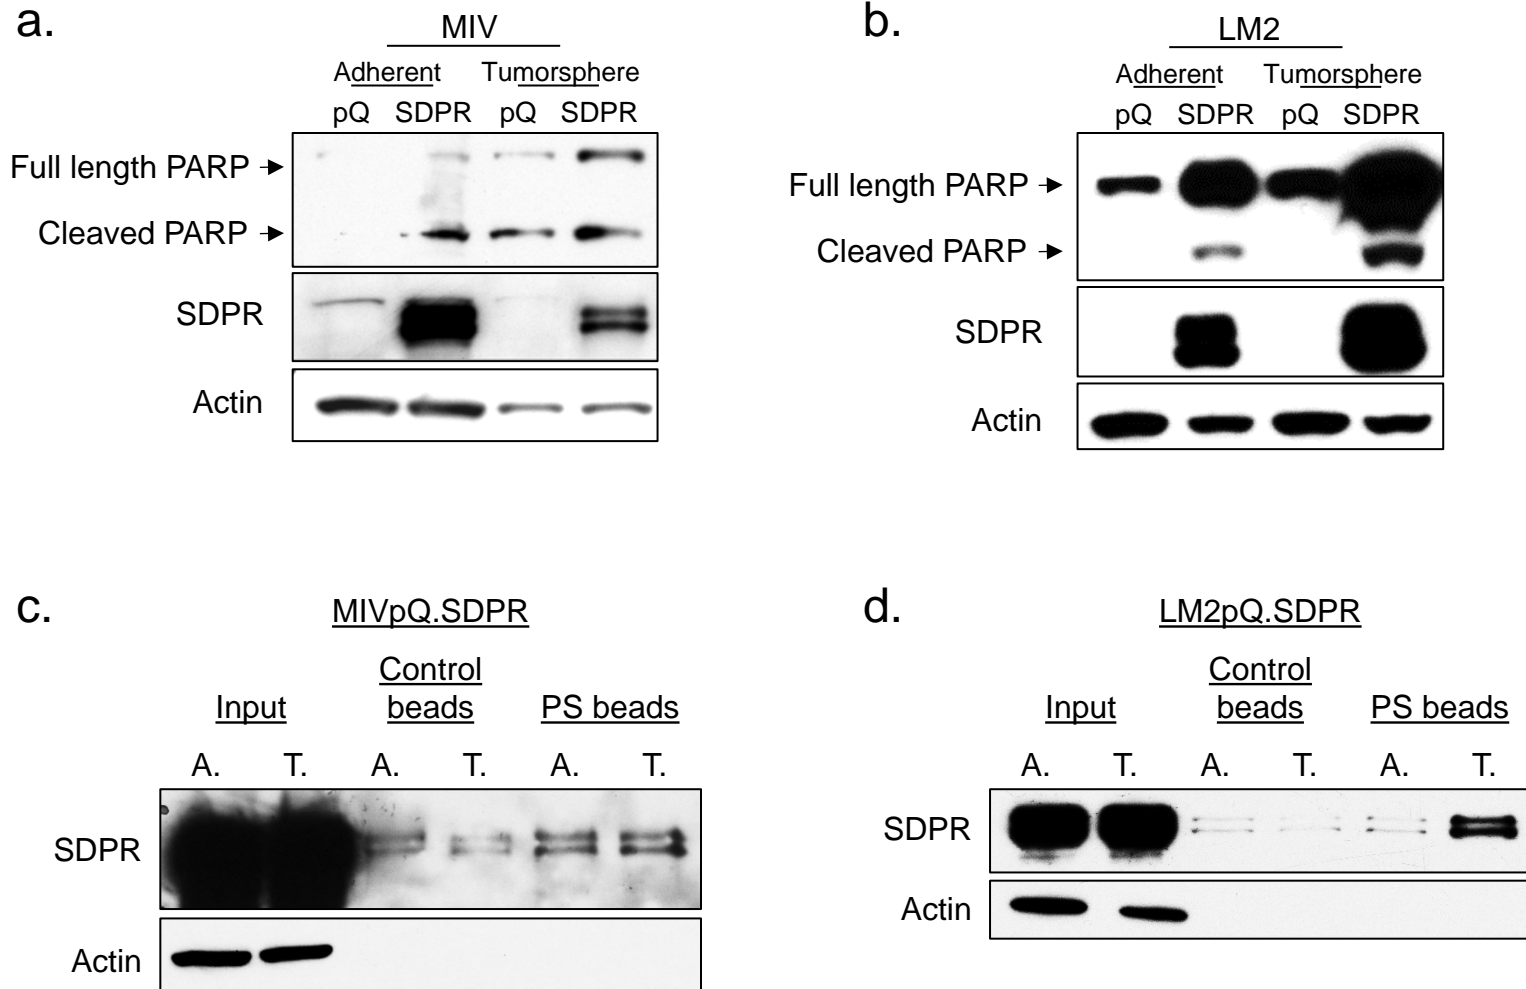 a.
MIV
Adherent Tumorsphere
pQ SDPR pQ SDPR
Full length PARP
Cleaved PARP
SDPR
Actin
b.
LM2
Adherent Tumorsphere
pQ SDPR pQ SDPR
Full length PARP
Cleaved PARP
SDPR
Actin
c.
MIVpQ.SDPR
Control
Input beads PS beads
A. T. A. T. A. T.
SDPR
Actin
d.
LM2pQ.SDPR
Control
Input beads PS beads
A. T. A. T. A. T.
SDPR
Actin